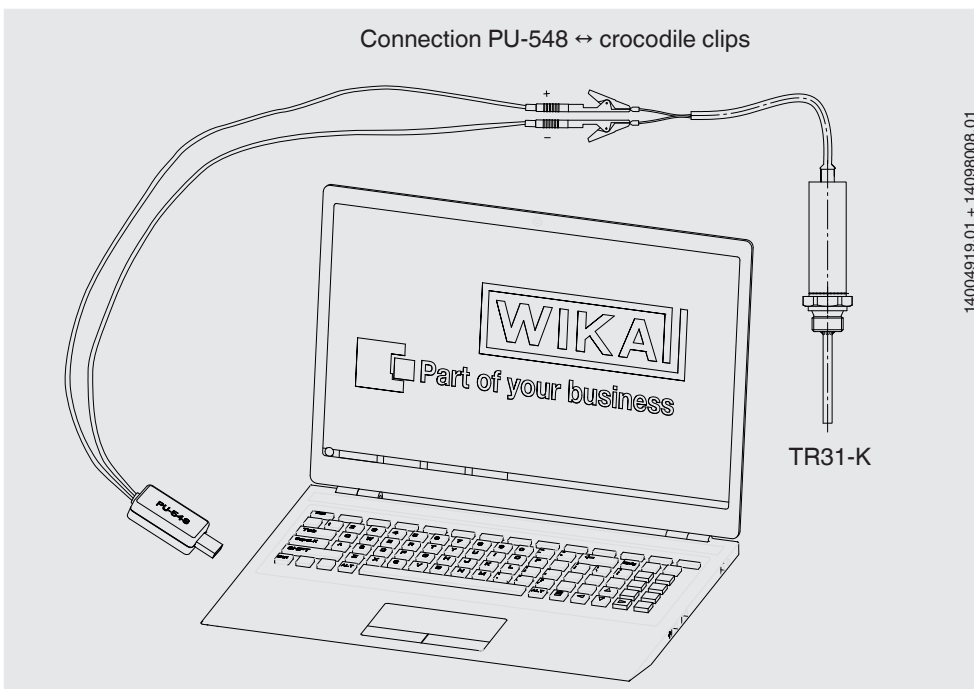 Connection PU-548 ↔ crocodile clips
+
−
14004919.01 + 14098008.01
WIKA
Part of your business
TR31-K
PU-548